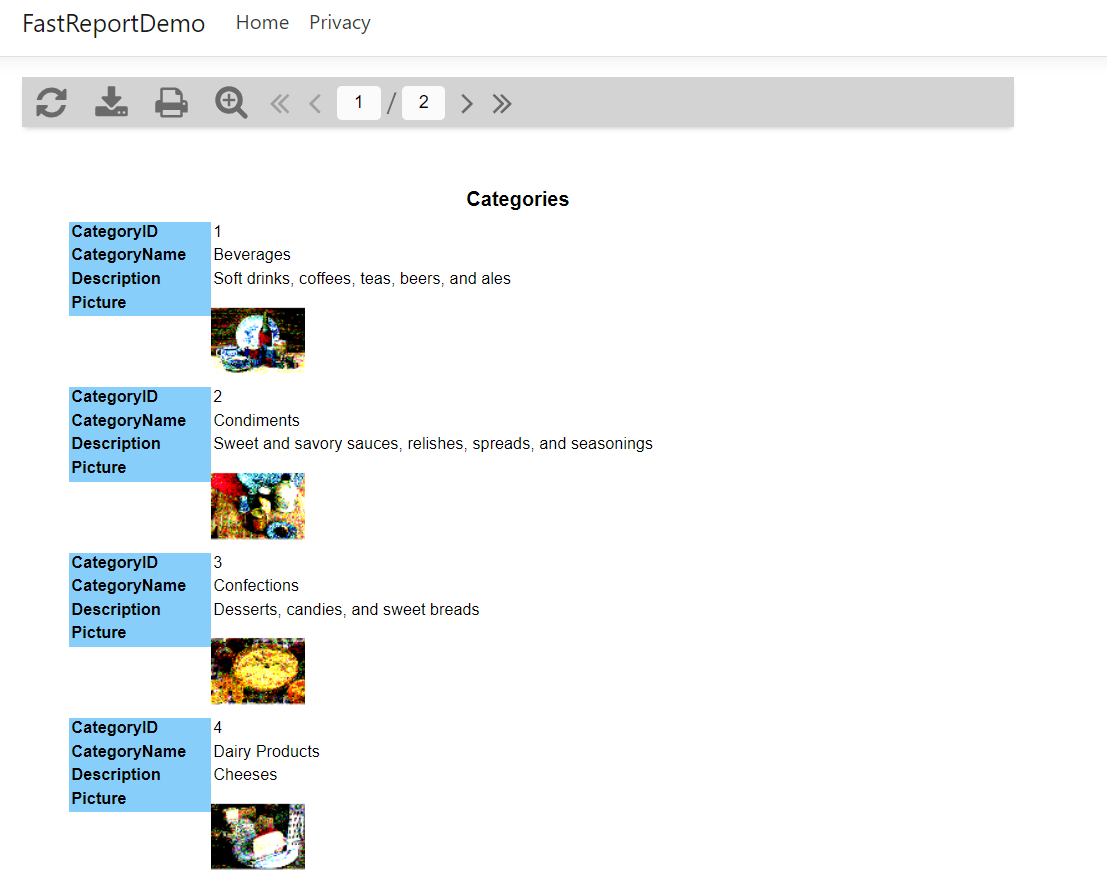 FastReportDemo Home Privacy
1 / 2
Categories
CategoryID 1
CategoryName Beverages
Description Soft drinks, coffees, teas, beers, and ales
Picture
CategoryID 2
CategoryName Condiments
Description Sweet and savory sauces, relishes, spreads, and seasonings
Picture
CategoryID 3
CategoryName Confections
Description Desserts, candies, and sweet breads
Picture
CategoryID 4
CategoryName Dairy Products
Description Cheeses
Picture